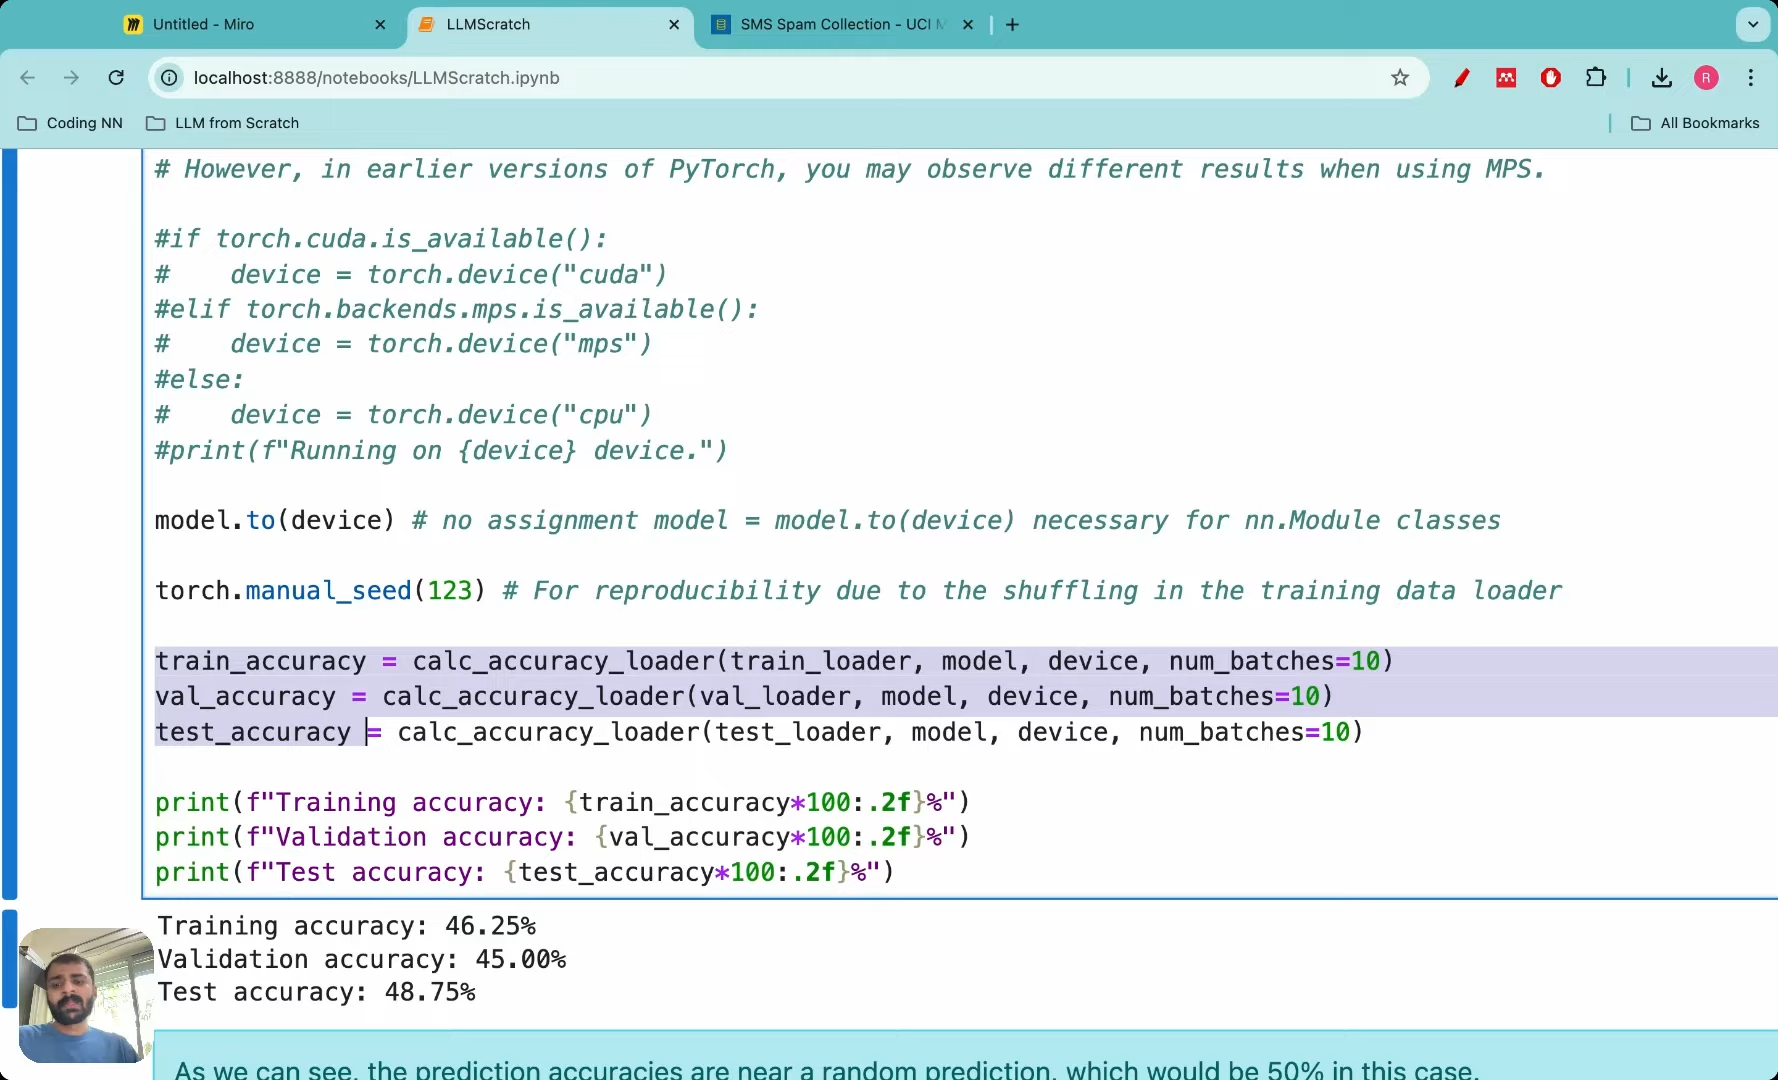 Untitled - Miro
LLMScratch
SMS Spam Collection - UCI M
localhost:8888/notebooks/LLMScratch.ipynb
R
Coding NN
LLM from Scratch
All Bookmarks
# However, in earlier versions of PyTorch, you may observe different results when using MPS.
#if torch.cuda.is_available():
#    device = torch.device("cuda")
#elif torch.backends.mps.is_available():
#    device = torch.device("mps")
#else:
#    device = torch.device("cpu")
#print(f"Running on {device} device.")
model.to(device) # no assignment model = model.to(device) necessary for nn.Module classes
torch.manual_seed(123) # For reproducibility due to the shuffling in the training data loader
train_accuracy = calc_accuracy_loader(train_loader, model, device, num_batches=10)
val_accuracy = calc_accuracy_loader(val_loader, model, device, num_batches=10)
test_accuracy = calc_accuracy_loader(test_loader, model, device, num_batches=10)
print(f"Training accuracy: {train_accuracy*100:.2f}%")
print(f"Validation accuracy: {val_accuracy*100:.2f}%")
print(f"Test accuracy: {test_accuracy*100:.2f}%")
Training accuracy: 46.25%
Validation accuracy: 45.00%
Test accuracy: 48.75%
As we can see, the prediction accuracies are near a random prediction, which would be 50% in this case.